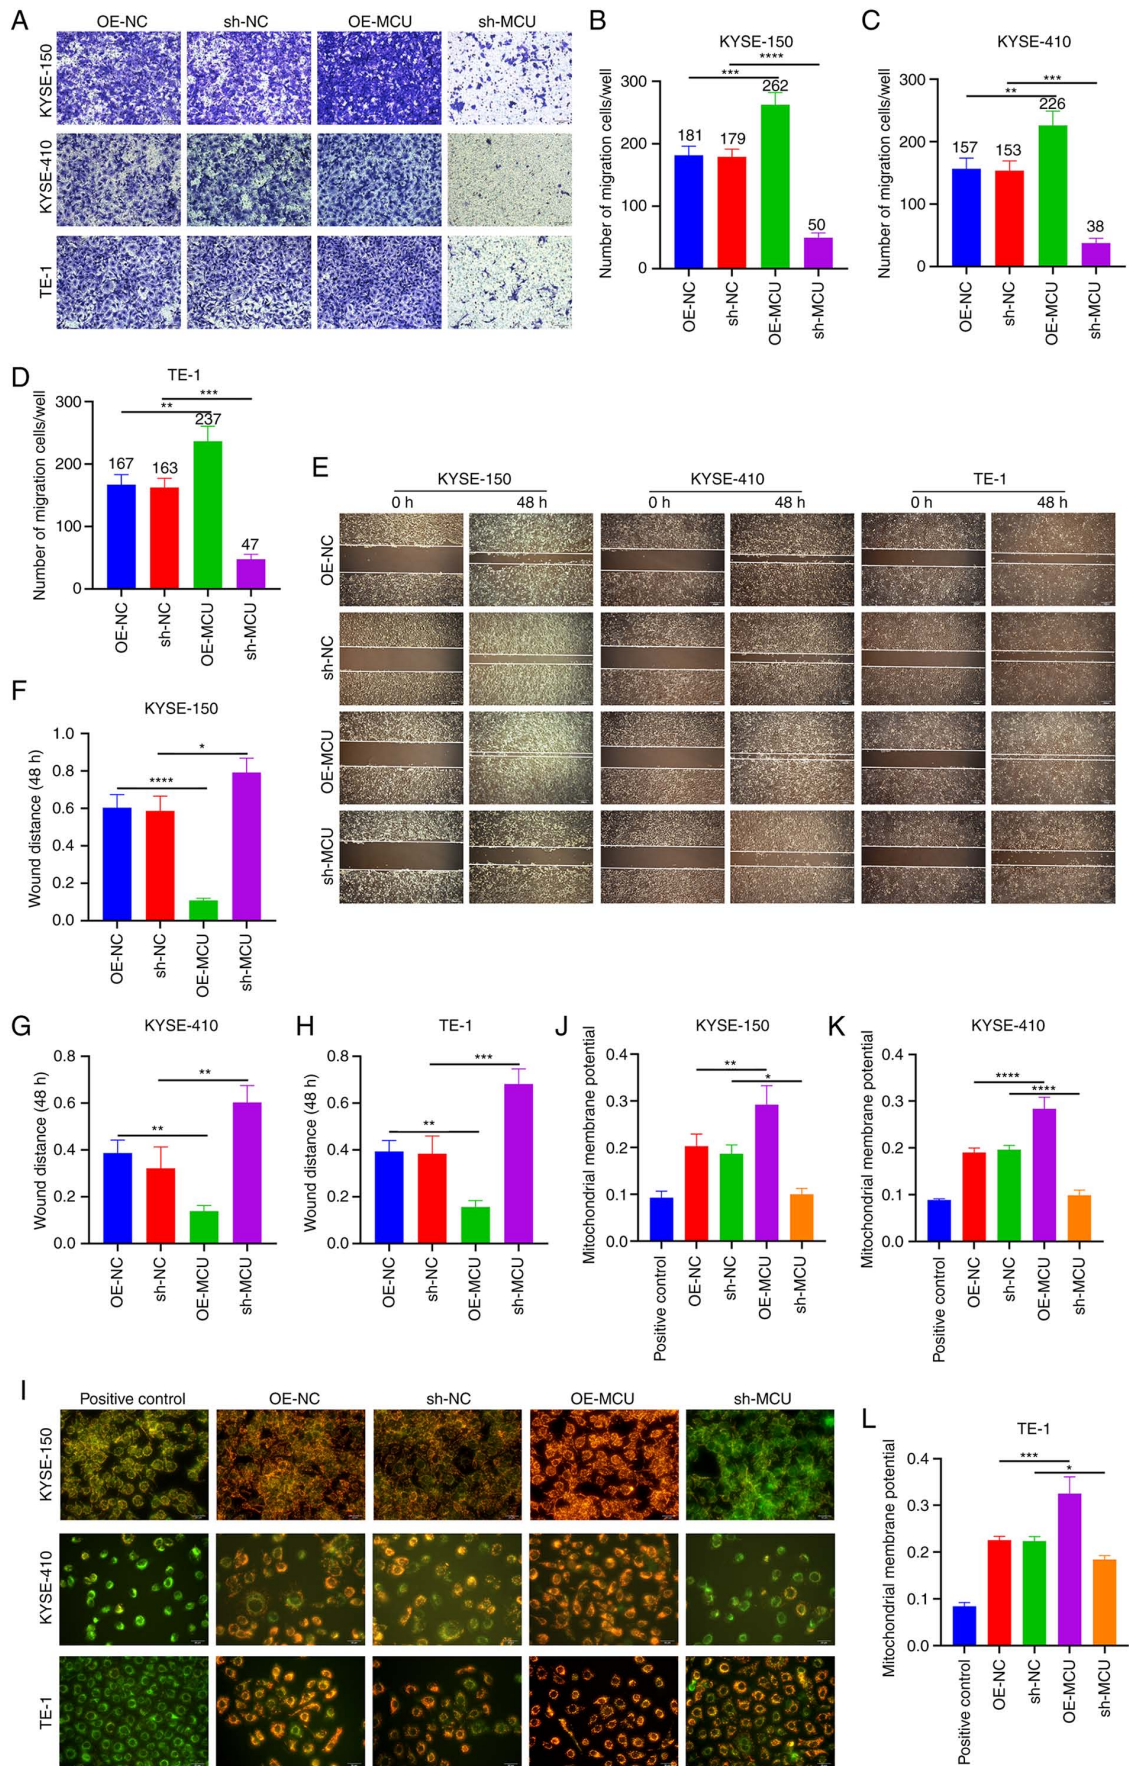 A
OE-NC sh-NC OE-MCU sh-MCU
KYSE-150
KYSE-410
TE-1
B
KYSE-150
Number of migration cells/well
300
200
100
0
****
***
181
179
262
50
OE-NC
sh-NC
OE-MCU
sh-MCU
C
KYSE-410
Number of migration cells/well
300
200
100
0
***
**
157
153
226
38
OE-NC
sh-NC
OE-MCU
sh-MCU
D
TE-1
Number of migration cells/well
300
200
100
0
***
**
167
163
237
47
OE-NC
sh-NC
OE-MCU
sh-MCU
E
KYSE-150 KYSE-410 TE-1
0 h 48 h 0 h 48 h 0 h 48 h
OE-NC
sh-NC
OE-MCU
sh-MCU
F
KYSE-150
Wound distance (48 h)
1.0
0.8
0.6
0.4
0.2
0.0
*
****
OE-NC
sh-NC
OE-MCU
sh-MCU
G
KYSE-410
Wound distance (48 h)
0.8
0.6
0.4
0.2
0.0
**
**
OE-NC
sh-NC
OE-MCU
sh-MCU
H
TE-1
Wound distance (48 h)
0.8
0.6
0.4
0.2
0.0
***
**
OE-NC
sh-NC
OE-MCU
sh-MCU
J
KYSE-150
Mitochondrial membrane potential
0.4
0.3
0.2
0.1
0.0
**
*
Positive control
OE-NC
sh-NC
OE-MCU
sh-MCU
K
KYSE-410
Mitochondrial membrane potential
0.4
0.3
0.2
0.1
0.0
****
****
Positive control
OE-NC
sh-NC
OE-MCU
sh-MCU
I
Positive control OE-NC sh-NC OE-MCU sh-MCU
KYSE-150
KYSE-410
TE-1
L
TE-1
Mitochondrial membrane potential
0.4
0.3
0.2
0.1
0.0
***
*
Positive control
OE-NC
sh-NC
OE-MCU
sh-MCU